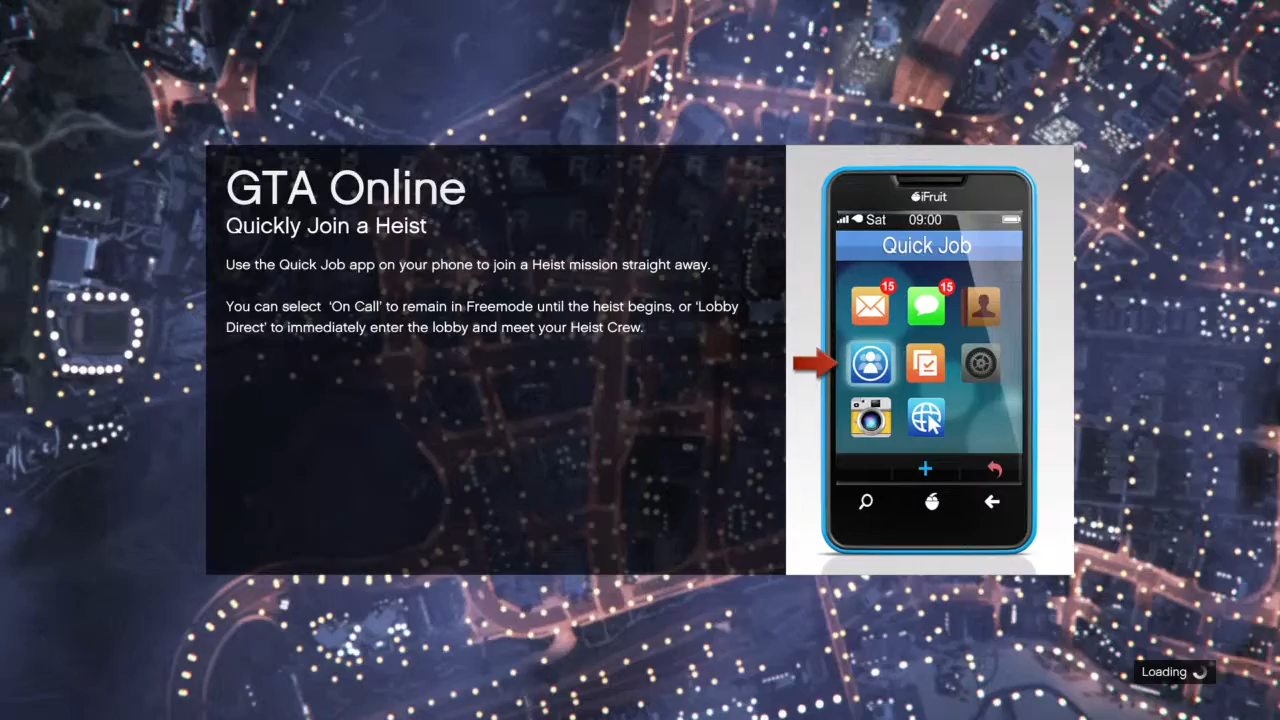 GTA Online
Quickly Join a Heist
Use the Quick Job app on your phone to join a Heist mission straight away.
You can select  ‘On Call’ to remain in Freemode until the heist begins, or ‘Lobby
Direct’ to immediately enter the lobby and meet your Heist Crew.
iFruit
Sat 09:00
Quick Job
15 15
Loading